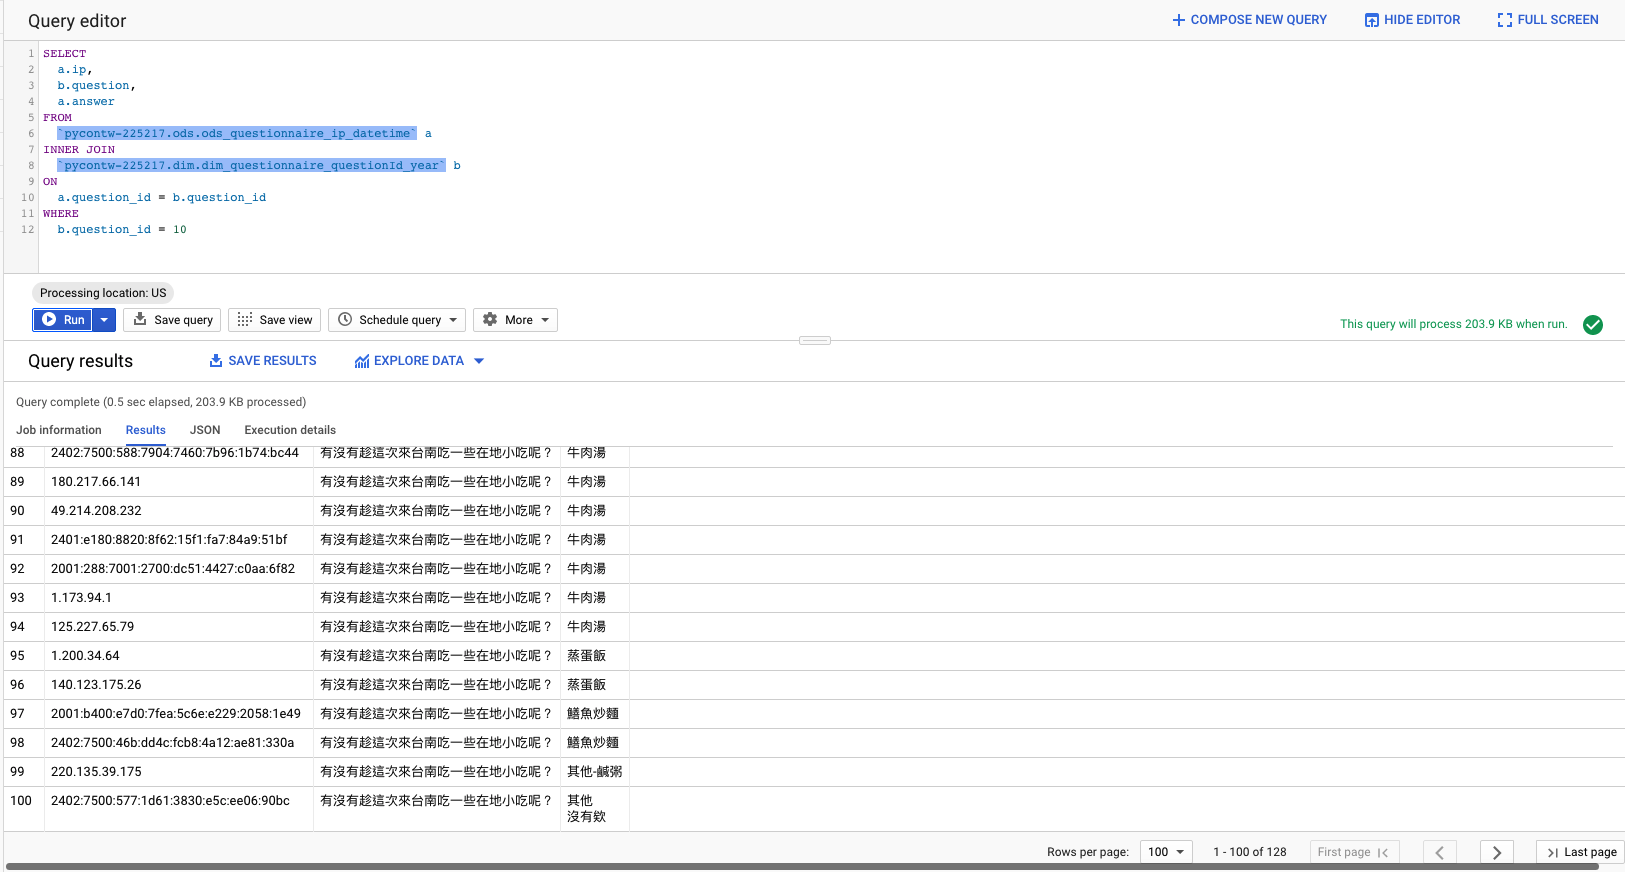 Query editor
COMPOSE NEW QUERY
HIDE EDITOR
FULL SCREEN
1 SELECT
2 a.ip,
3 b.question,
4 a.answer
5 FROM
6 `pycontw-225217.ods.ods_questionnaire_ip_datetime` a
7 INNER JOIN
8 `pycontw-225217.dim.dim_questionnaire_questionId_year` b
9 ON
10 a.question_id = b.question_id
11 WHERE
12 b.question_id = 10
Processing location: US
Run
Save query
Save view
Schedule query
More
This query will process 203.9 KB when run.
Query results
SAVE RESULTS
EXPLORE DATA
Query complete (0.5 sec elapsed, 203.9 KB processed)
Job information
Results
JSON
Execution details
88 2402:7500:588:7904:7460:7b96:1b74:bc44 有沒有趁這次來台南吃一些在地小吃呢？ 牛肉湯
89 180.217.66.141 有沒有趁這次來台南吃一些在地小吃呢？ 牛肉湯
90 49.214.208.232 有沒有趁這次來台南吃一些在地小吃呢？ 牛肉湯
91 2401:e180:8820:8f62:15f1:fa7:84a9:51bf 有沒有趁這次來台南吃一些在地小吃呢？ 牛肉湯
92 2001:288:7001:2700:dc51:4427:c0aa:6f82 有沒有趁這次來台南吃一些在地小吃呢？ 牛肉湯
93 1.173.94.1 有沒有趁這次來台南吃一些在地小吃呢？ 牛肉湯
94 125.227.65.79 有沒有趁這次來台南吃一些在地小吃呢？ 牛肉湯
95 1.200.34.64 有沒有趁這次來台南吃一些在地小吃呢？ 蒸蛋飯
96 140.123.175.26 有沒有趁這次來台南吃一些在地小吃呢？ 蒸蛋飯
97 2001:b400:e7d0:7fea:5c6e:e229:2058:1e49 有沒有趁這次來台南吃一些在地小吃呢？ 鱔魚炒麵
98 2402:7500:46b:dd4c:fcb8:4a12:ae81:330a 有沒有趁這次來台南吃一些在地小吃呢？ 鱔魚炒麵
99 220.135.39.175 有沒有趁這次來台南吃一些在地小吃呢？ 其他-鹹粥
100 2402:7500:577:1d61:3830:e5c:ee06:90bc 有沒有趁這次來台南吃一些在地小吃呢？ 其他
沒有欸
Rows per page: 100 1 - 100 of 128 First page Last page